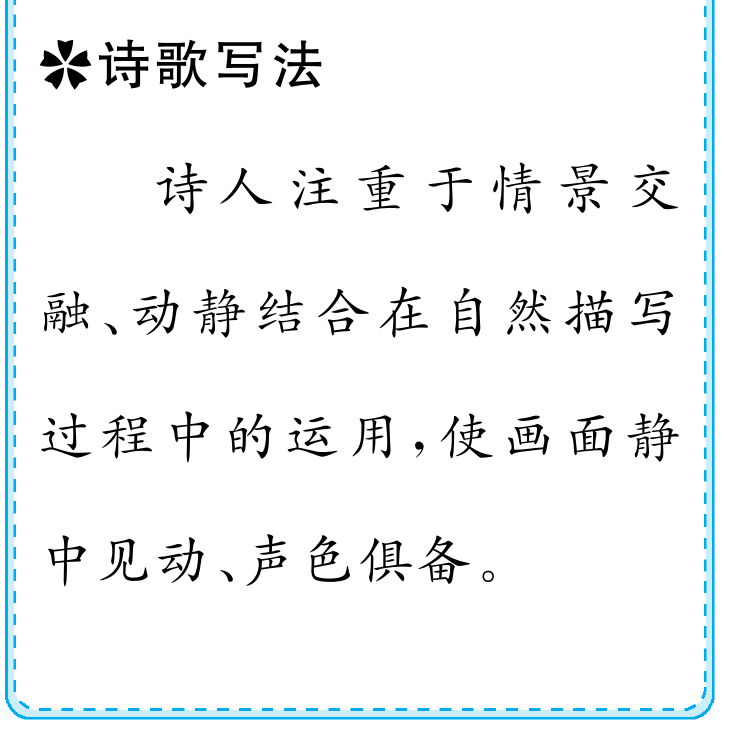 诗歌写法
诗人注重于情景交
融、动静结合在自然描写
过程中的运用，使画面静
中见动、声色俱备。